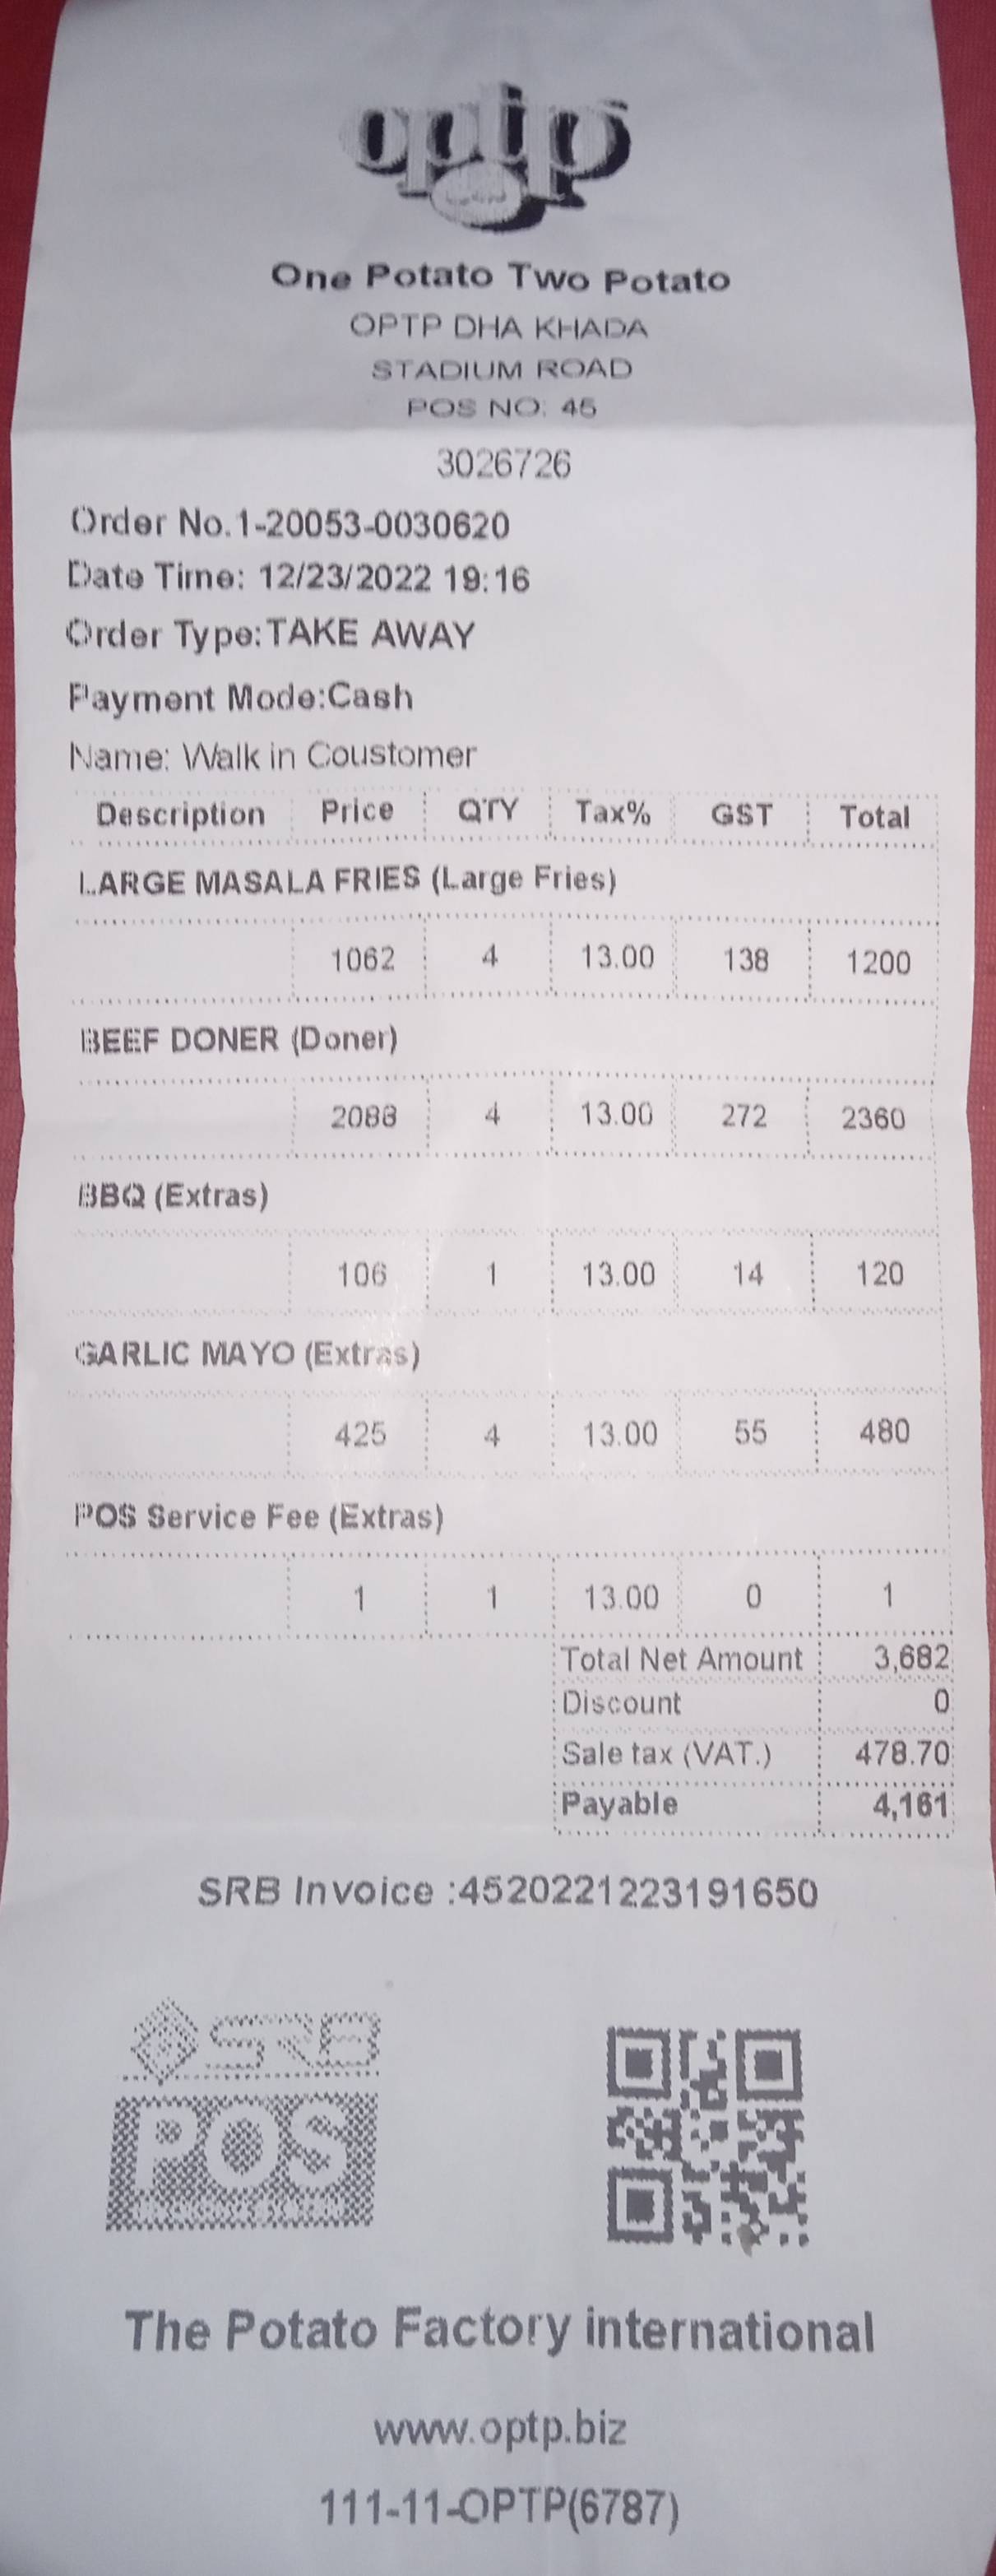 optp
One Potato Two Potato
OPTP DHA KHADA
STADIUM ROAD
POS NO: 45
3026726
Order No.1-20053-0030620
Date Time: 12/23/2022 19:16
Order Type:TAKE AWAY
Payment Mode:Cash
Name: Walk in Coustomer
Description Price QTY Tax% GST Total
LARGE MASALA FRIES (Large Fries)
1062 4 13.00 138 1200
BEEF DONER (Doner)
2088 4 13.00 272 2360
BBQ (Extras)
106 1 13.00 14 120
GARLIC MAYO (Extras)
425 4 13.00 55 480
POS Service Fee (Extras)
1 1 13.00 0 1
Total Net Amount 3,682
Discount 0
Sale tax (VAT.) 478.70
Payable 4,161
SRB Invoice :4520221223191650
SRB
POS
The Potato Factory international
www.optp.biz
111-11-OPTP(6787)